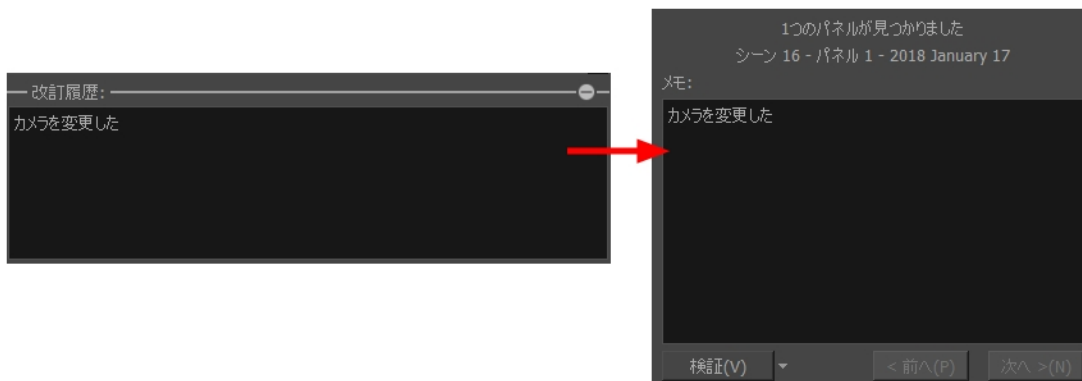 改訂履歴:
カメラを変更した
1つのパネルが見つかりました
シーン 16 - パネル 1 - 2018 January 17
メモ:
カメラを変更した
検証(V)
< 前へ(P)
次へ >(N)